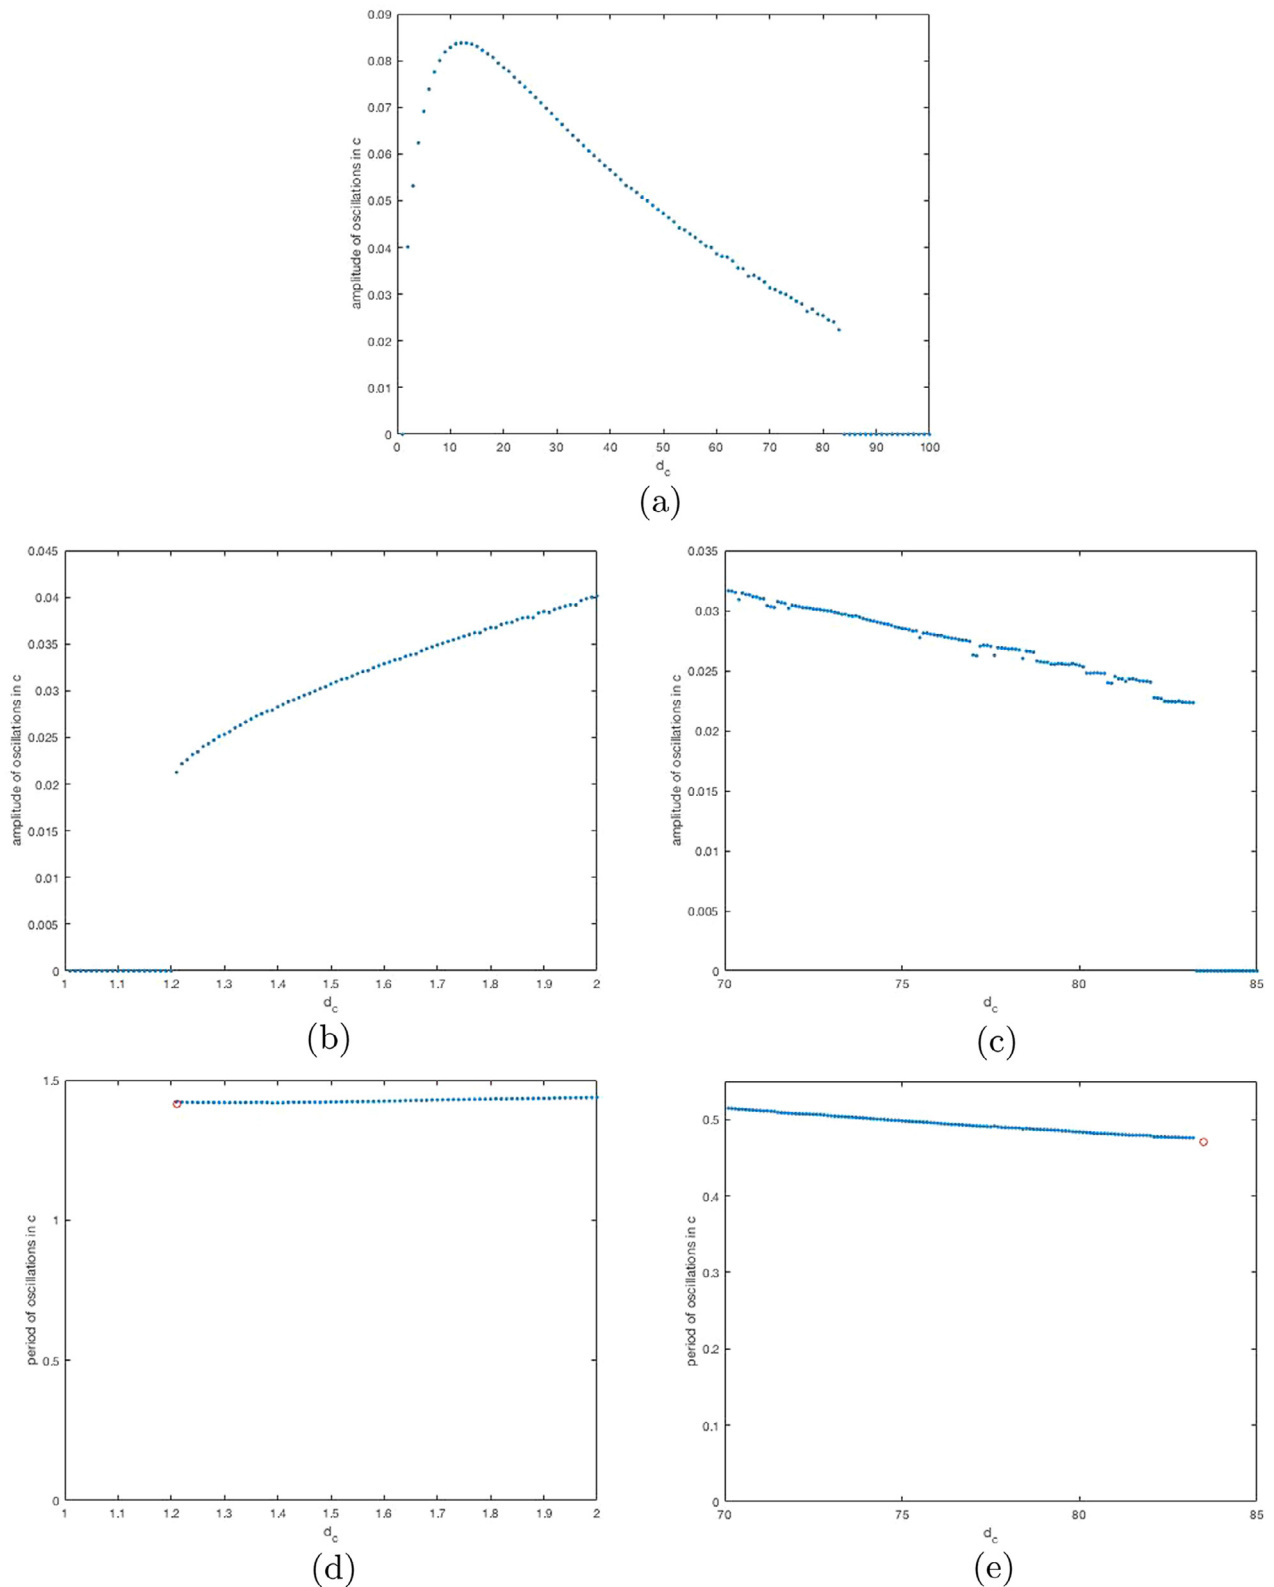 0.09
0.08
0.07
0.06
0.05
0.04
0.03
0.02
0.01
0
amplitude of oscillations in c
0 10 20 30 40 50 60 70 80 90 100
d_c
(a)
0.045
0.04
0.035
0.03
0.025
0.02
0.015
0.01
0.005
0
amplitude of oscillations in c
1 1.1 1.2 1.3 1.4 1.5 1.6 1.7 1.8 1.9 2
d_c
(b)
0.035
0.03
0.025
0.02
0.015
0.01
0.005
0
amplitude of oscillations in c
70 75 80 85
d_c
(c)
1.5
1
0.5
0
period of oscillations in c
1 1.1 1.2 1.3 1.4 1.5 1.6 1.7 1.8 1.9 2
d_c
(d)
0.5
0.4
0.3
0.2
0.1
0
period of oscillations in c
70 75 80 85
d_c
(e)